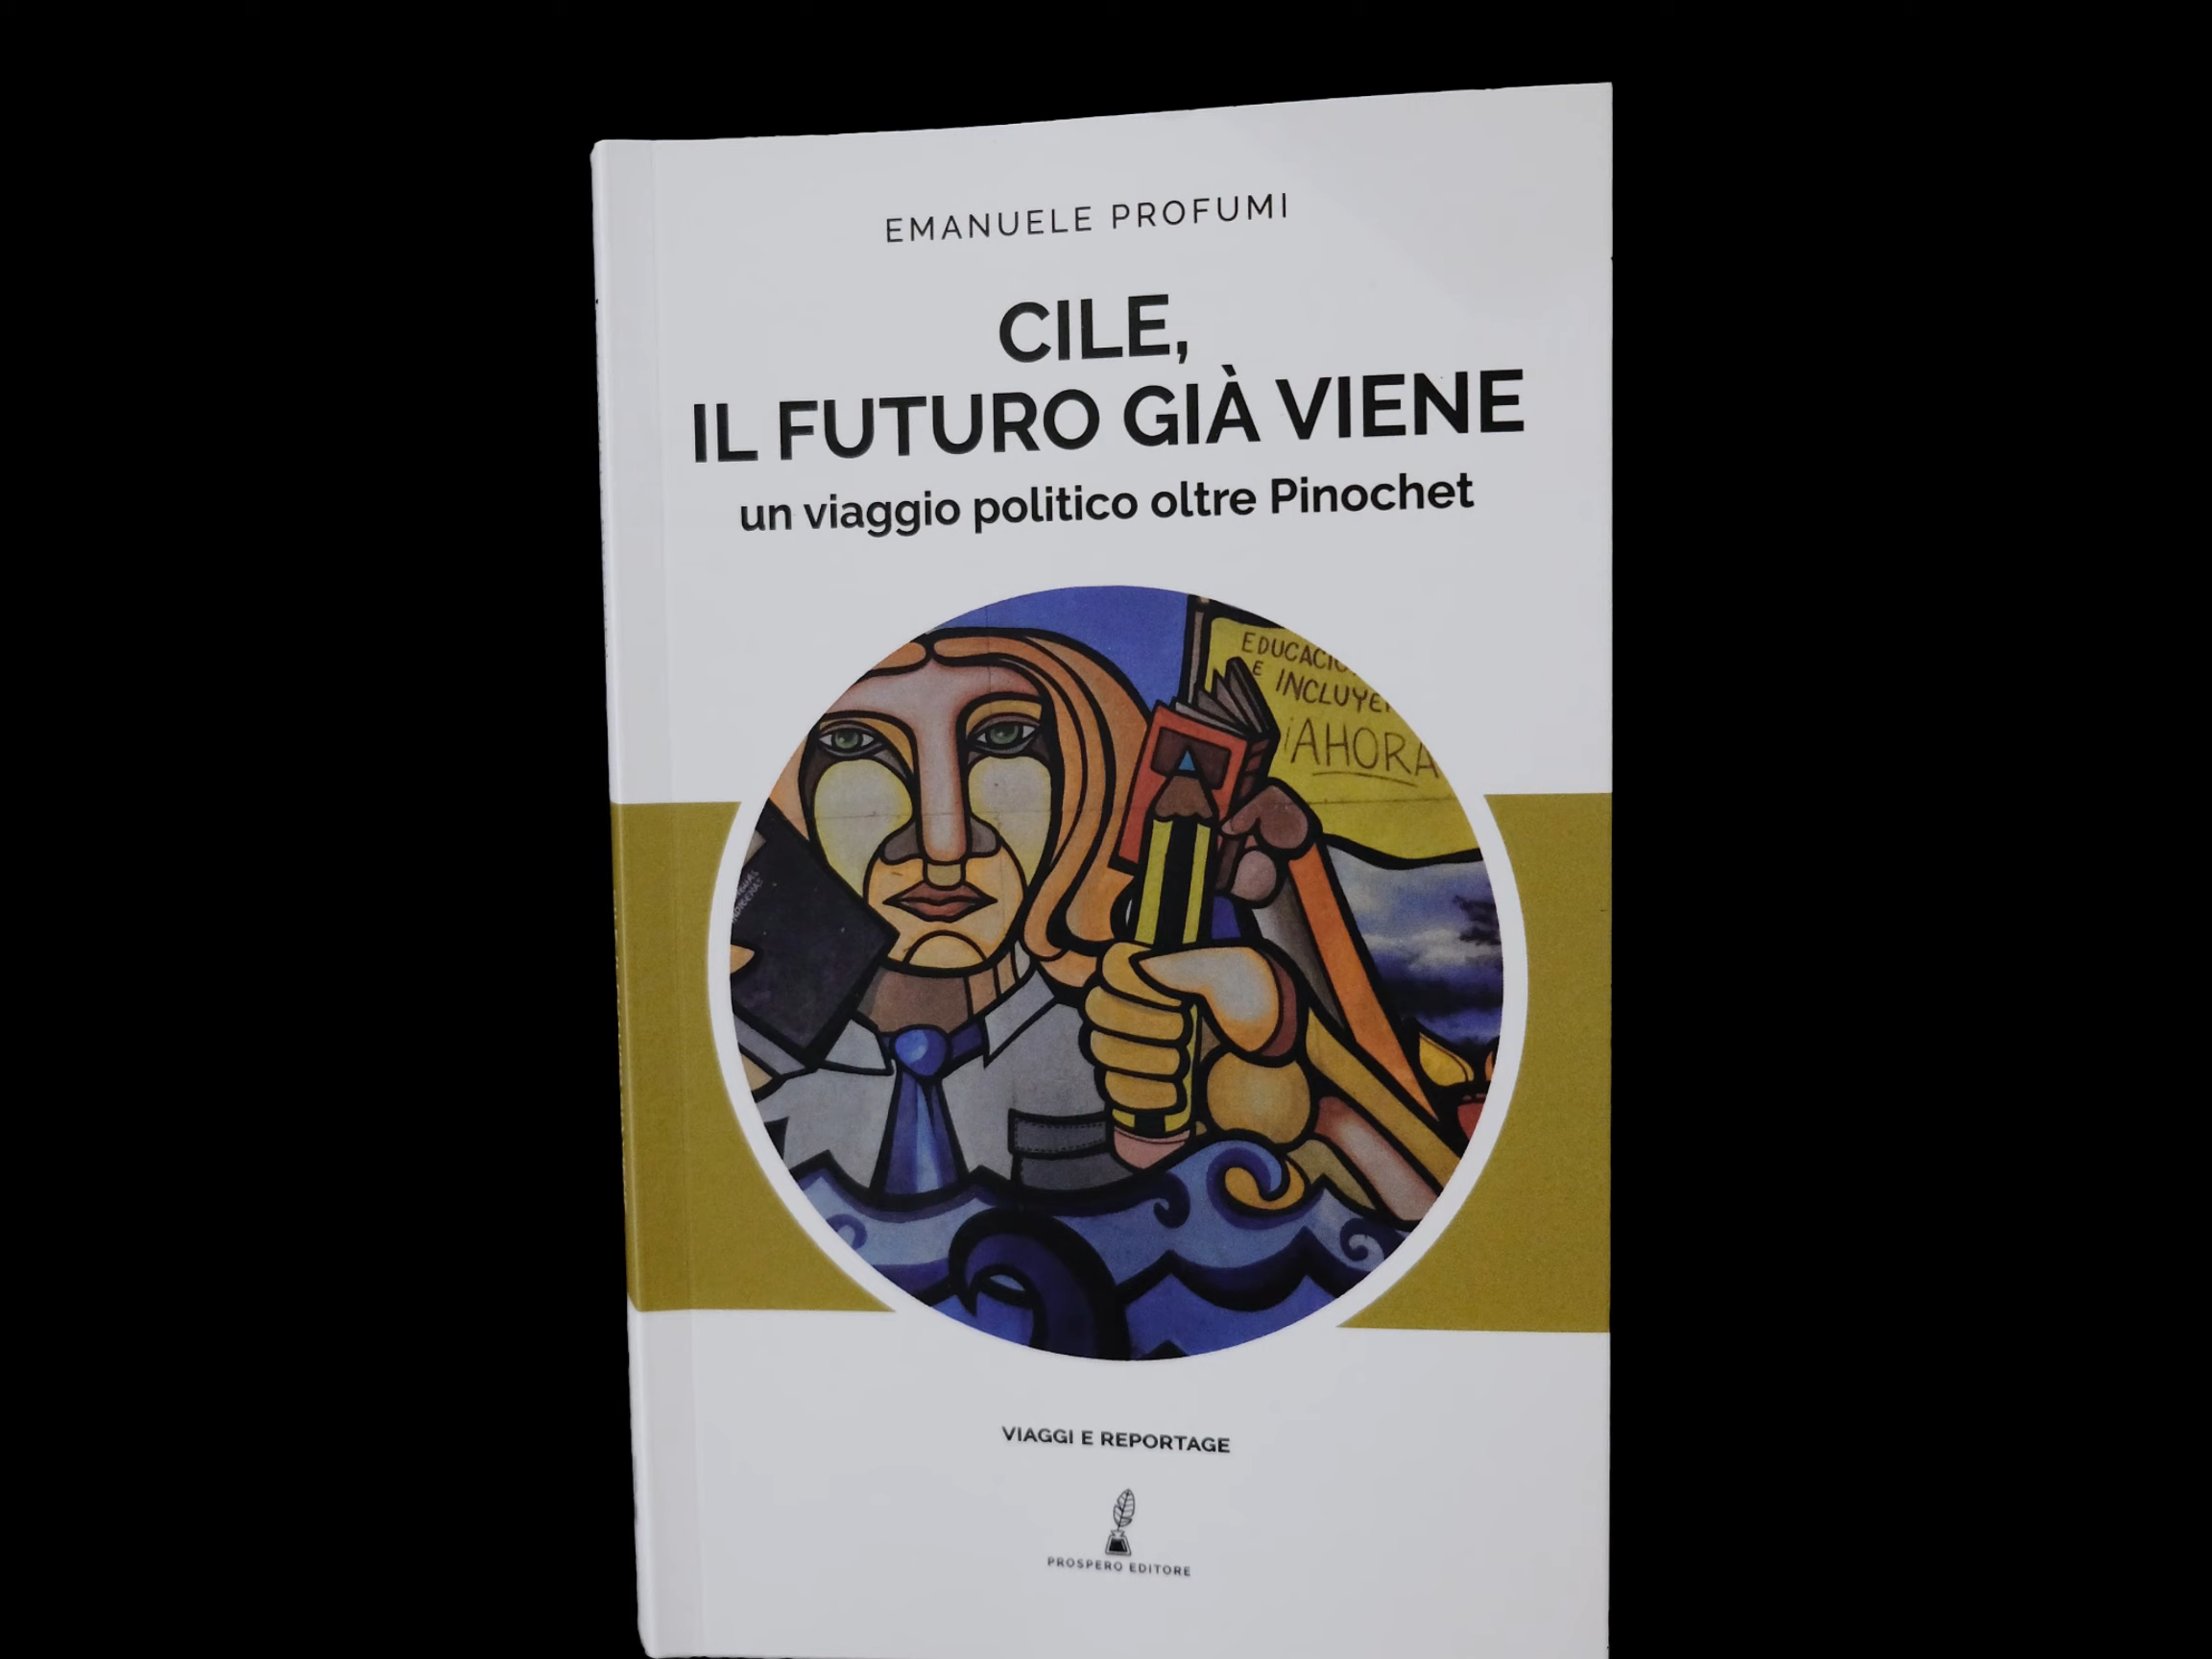 EMANUELE PROFUMI
CILE,
IL FUTURO GIÀ VIENE
un viaggio politico oltre Pinochet
EDUCACIO
E INCLUYE
¡AHORA
VIAGGI E REPORTAGE
PROSPERO EDITORE